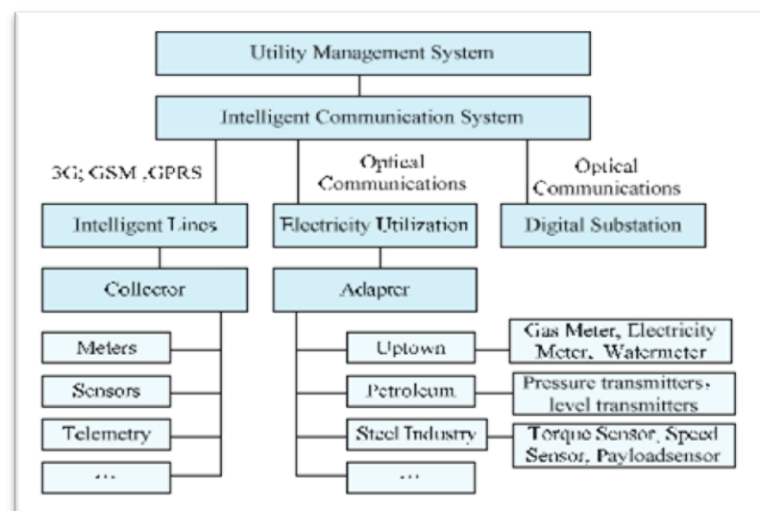 Utility Management System
Intelligent Communication System
3G; GSM ,GPRS
Optical
Communications
Optical
Communications
Intelligent Lines
Electricity Utilization
Digital Substation
Collector
Adapter
Meters
Uptown
Gas Meter, Electricity
Meter, Watermeter
Sensors
Petroleum
Pressure transmitters,
level transmitters
Telemetry
Steel Industry
Torque Sensor, Speed
Sensor, Payloadsensor
...
...